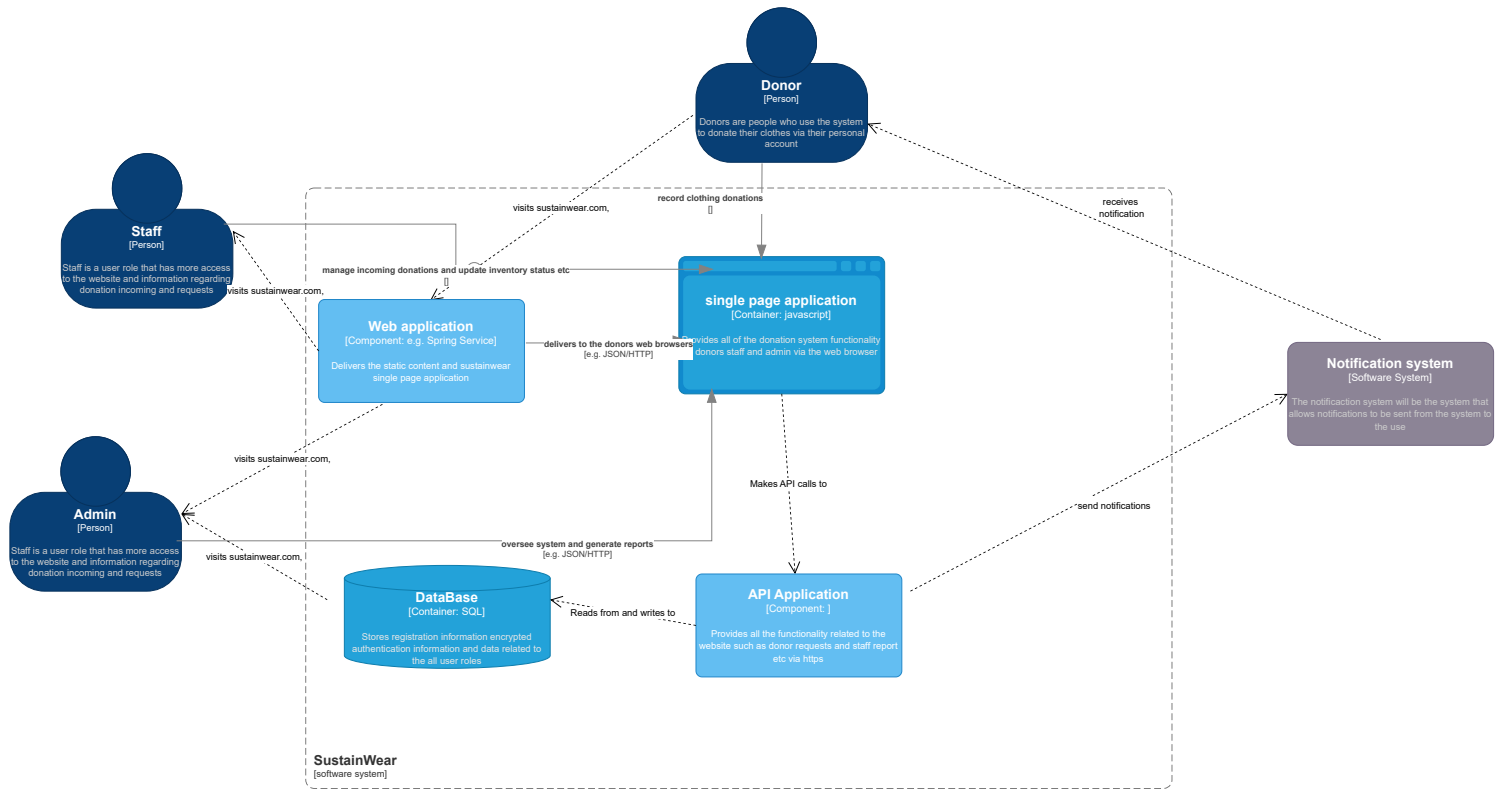 Donor
[Person]
Donors are people who use the system
to donate their clothes via their personal
account
Staff
[Person]
Staff is a user role that has more access
to the website and information regarding
donation incoming and requests
visits sustainwear.com,
record clothing donations
[]
receives
notification
manage incoming donations and update inventory status etc
[]
visits sustainwear.com,
Web application
[Component: e.g. Spring Service]
Delivers the static content and sustainwear
single page application
delivers to the donors web browsers
[e.g. JSON/HTTP]
single page application
[Container: javascript]
Provides all of the donation system functionality
donors staff and admin via the web browser
Notification system
[Software System]
The notificaction system will be the system that
allows notifications to be sent from the system to
the use
visits sustainwear.com,
Makes API calls to
send notifications
Admin
[Person]
Staff is a user role that has more access
to the website and information regarding
donation incoming and requests
visits sustainwear.com,
oversee system and generate reports
[e.g. JSON/HTTP]
DataBase
[Container: SQL]
Stores registration information encrypted
authentication information and data related to
the all user roles
Reads from and writes to
API Application
[Component: ]
Provides all the functionality related to the
website such as donor requests and staff report
etc via https
SustainWear
[software system]